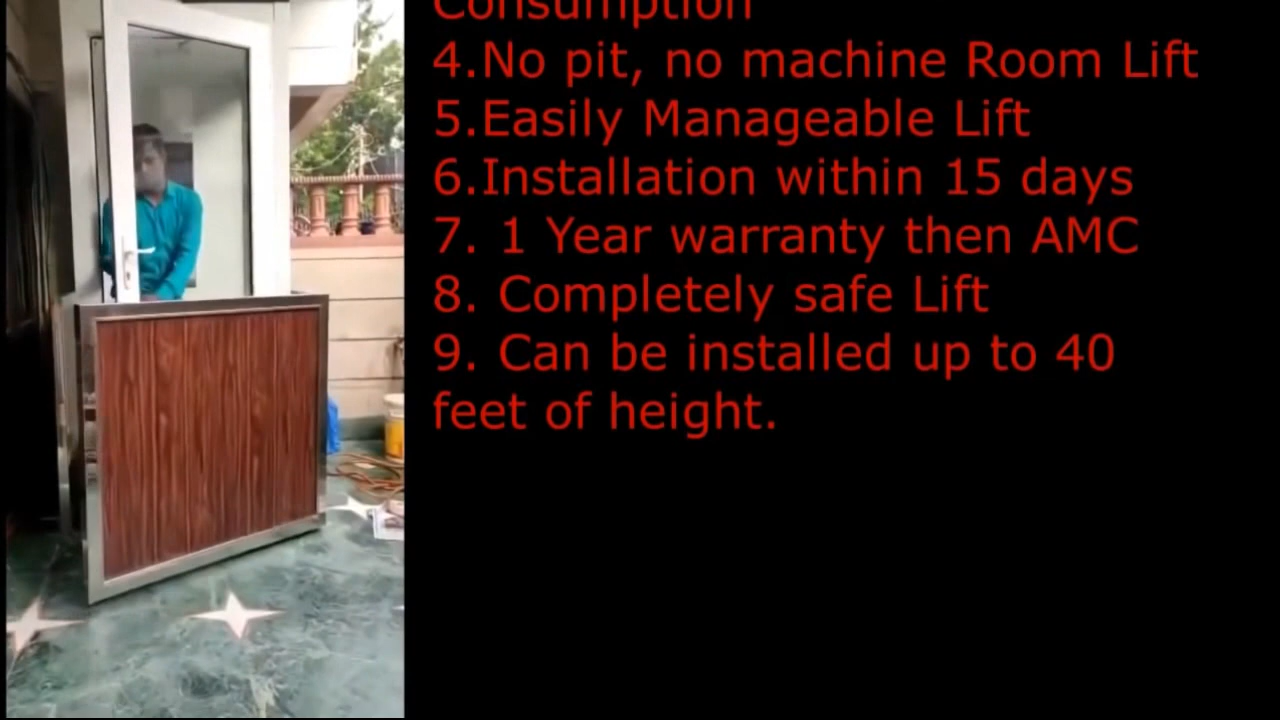 Consumption
4.No pit, no machine Room Lift
5.Easily Manageable Lift
6.Installation within 15 days
7. 1 Year warranty then AMC
8. Completely safe Lift
9. Can be installed up to 40
feet of height.